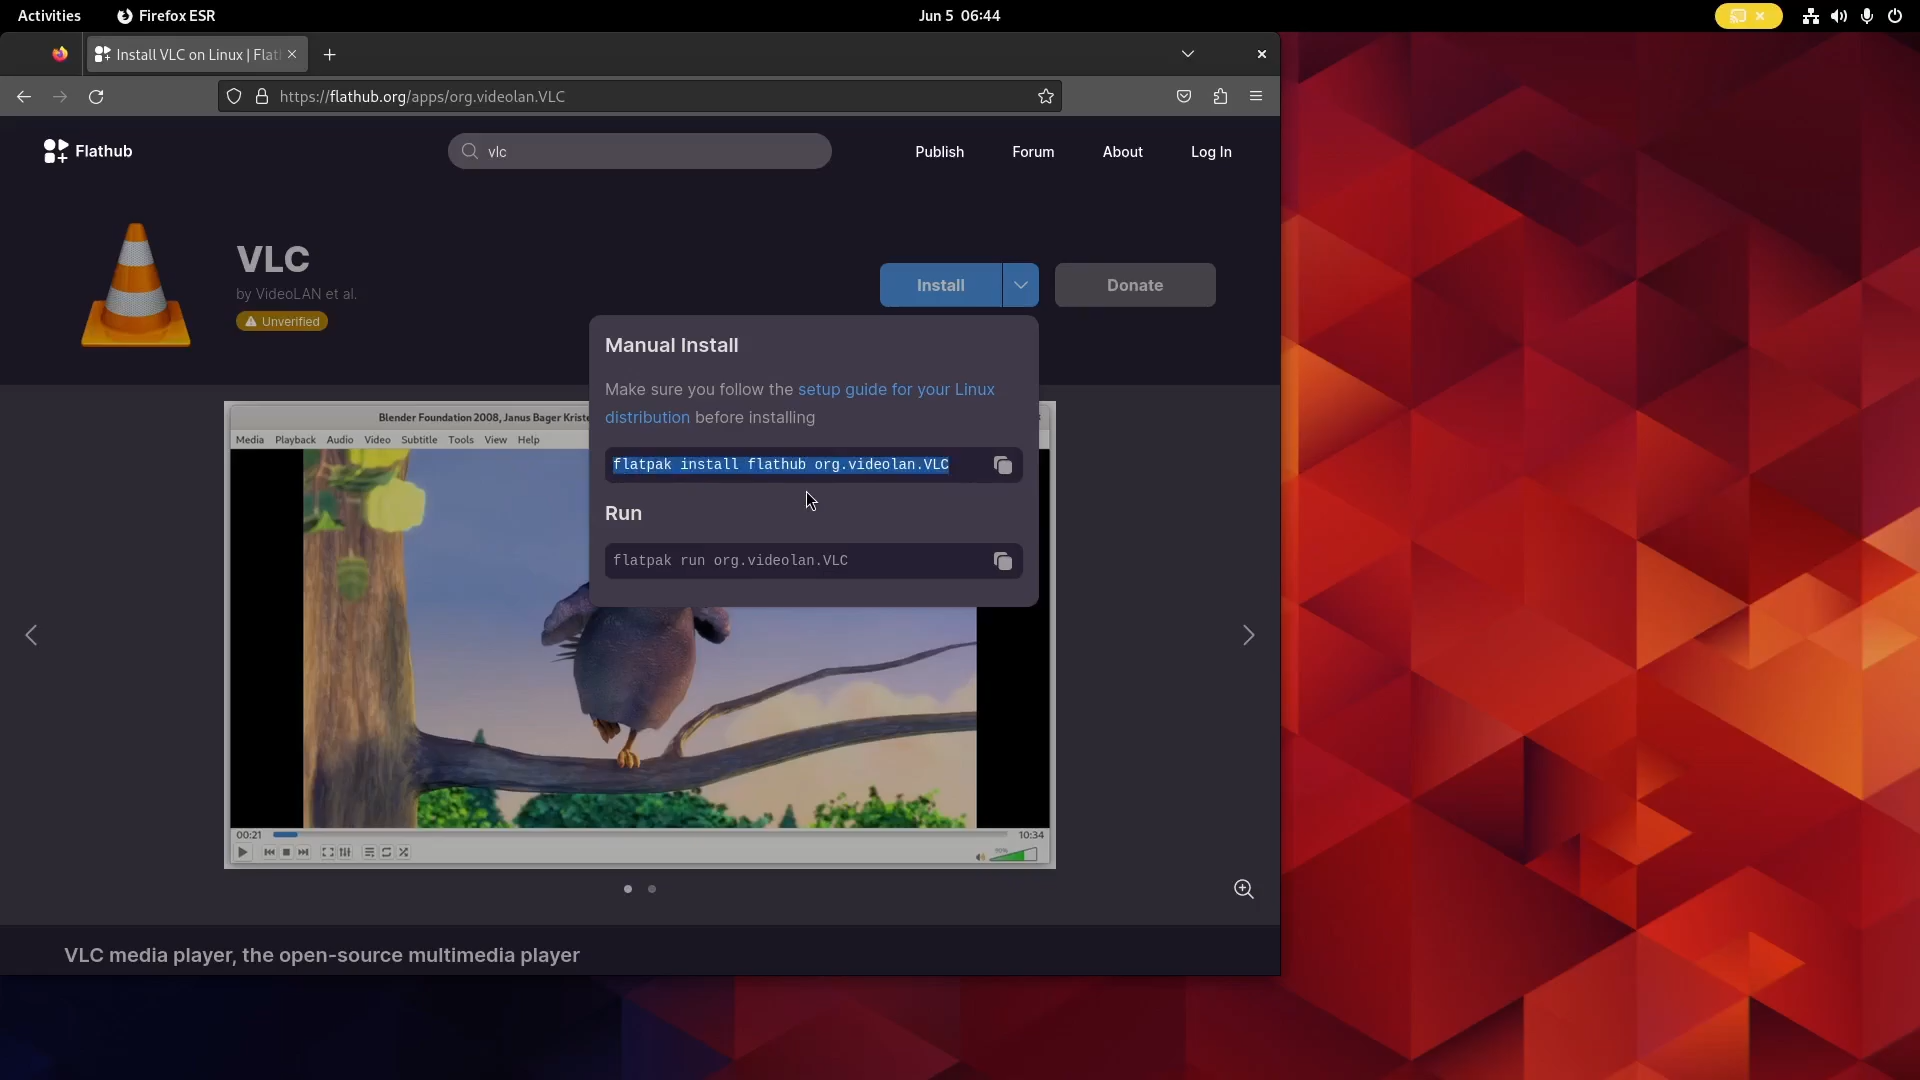 Activities
Firefox ESR
Jun 5 06:44
Install VLC on Linux | Flat
https://flathub.org/apps/org.videolan.VLC
Flathub
vlc
Publish
Forum
About
Log In
VLC
by VideoLAN et al.
Unverified
Install
Donate
Manual Install
Make sure you follow the setup guide for your Linux
distribution before installing
flatpak install flathub org.videolan.VLC
Run
flatpak run org.videolan.VLC
Blender Foundation 2008, Janus Bager Kriste
Media Playback Audio Video Subtitle Tools View Help
00:21
10:34
VLC media player, the open-source multimedia player